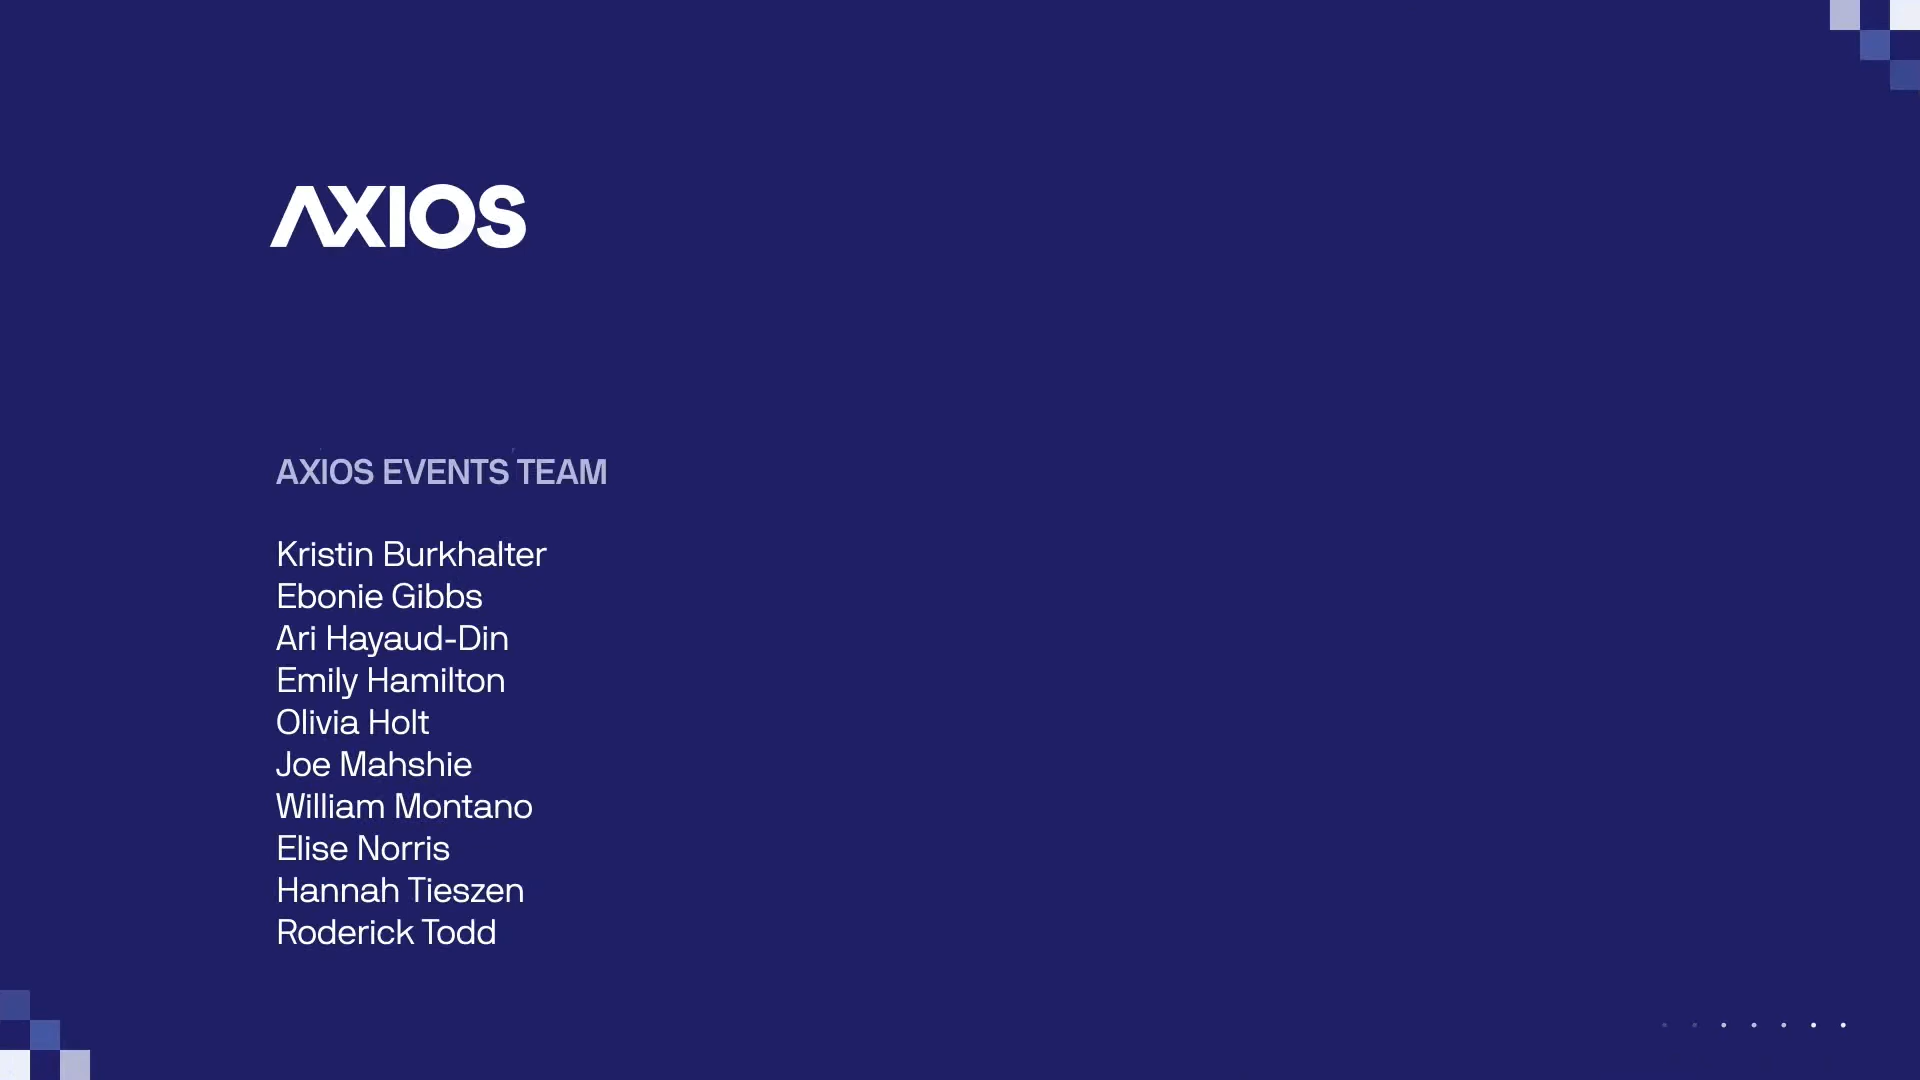 AXIOS
AXIOS EVENTS TEAM
Kristin Burkhalter
Ebonie Gibbs
Ari Hayaud-Din
Emily Hamilton
Olivia Holt
Joe Mahshie
William Montano
Elise Norris
Hannah Tieszen
Roderick Todd